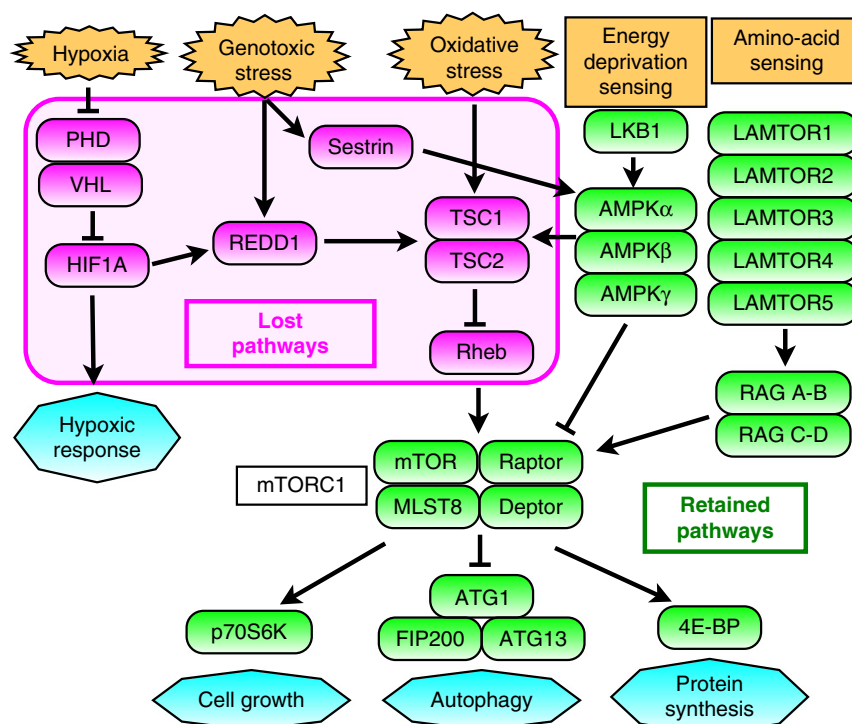 Hypoxia
Genotoxic
stress
Oxidative
stress
Energy
deprivation
sensing
Amino-acid
sensing
PHD
VHL
HIF1A
Sestrin
REDD1
TSC1
TSC2
Rheb
Lost
pathways
LKB1
AMPKα
AMPKβ
AMPKγ
LAMTOR1
LAMTOR2
LAMTOR3
LAMTOR4
LAMTOR5
RAG A-B
RAG C-D
Hypoxic
response
mTORC1
mTOR
Raptor
MLST8
Deptor
Retained
pathways
p70S6K
ATG1
FIP200
ATG13
4E-BP
Cell growth
Autophagy
Protein
synthesis